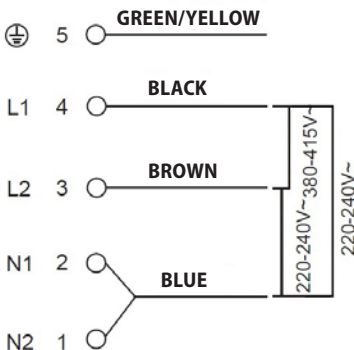 GREEN/YELLOW
5
BLACK
L1 4
BROWN
L2 3
N1 2
BLUE
N2 1
220-240V~
380-415V~
220-240V~